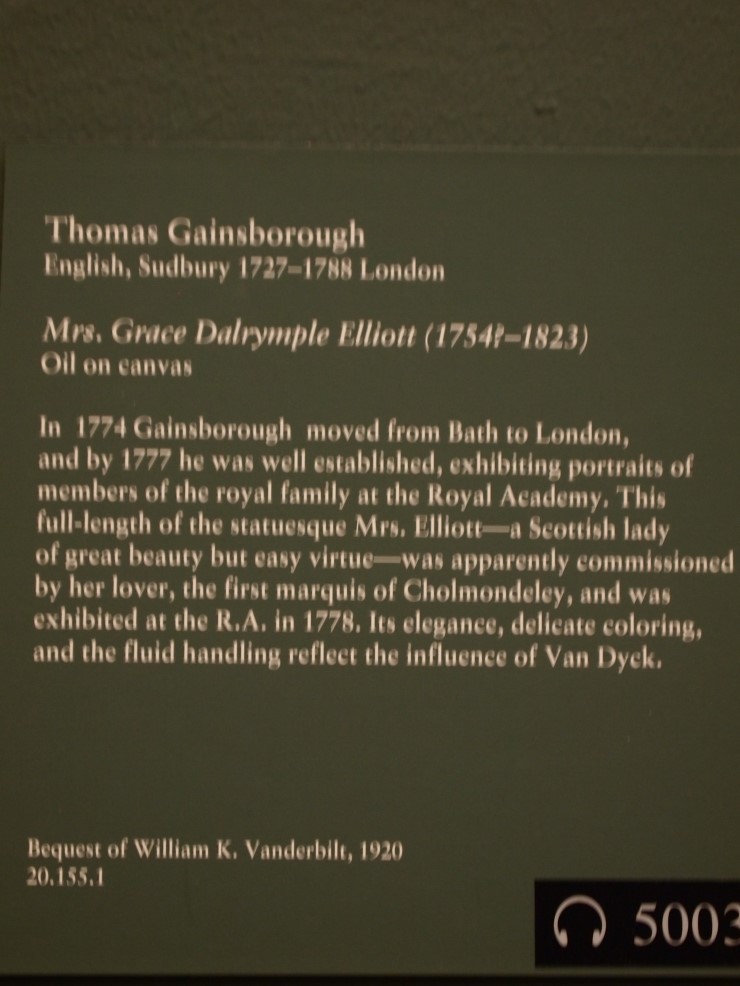 Thomas Gainsborough
English, Sudbury 1727–1788 London
Mrs. Grace Dalrymple Elliott (1754?–1823)
Oil on canvas
In 1774 Gainsborough moved from Bath to London,
and by 1777 he was well established, exhibiting portraits of
members of the royal family at the Royal Academy. This
full-length of the statuesque Mrs. Elliott—a Scottish lady
of great beauty but easy virtue—was apparently commissioned
by her lover, the first marquis of Cholmondeley, and was
exhibited at the R.A. in 1778. Its elegance, delicate coloring,
and the fluid handling reflect the influence of Van Dyck.
Bequest of William K. Vanderbilt, 1920
20.155.1
5003